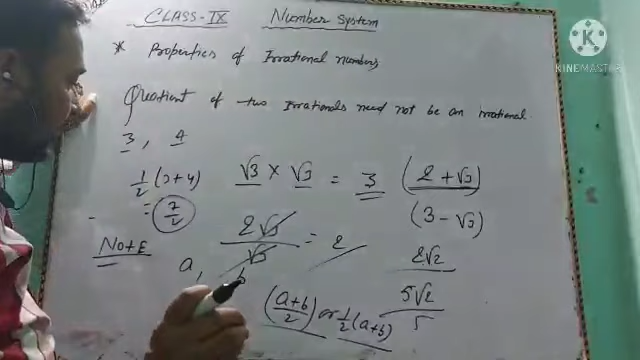 CLASS-IX Number System
* Properties of Irrational numbers
Quotient of two Irrationals need not be an irrational.
3, 4
1/2 (3+4)
= 7/2
√3 × √3 = 3
(2 + √3)
(3 - √3)
2√3/√3 = 2
2√2
5√2
5
Note
a, b
(a+b/2) or 1/2 (a+b)
K
KINEMASTER